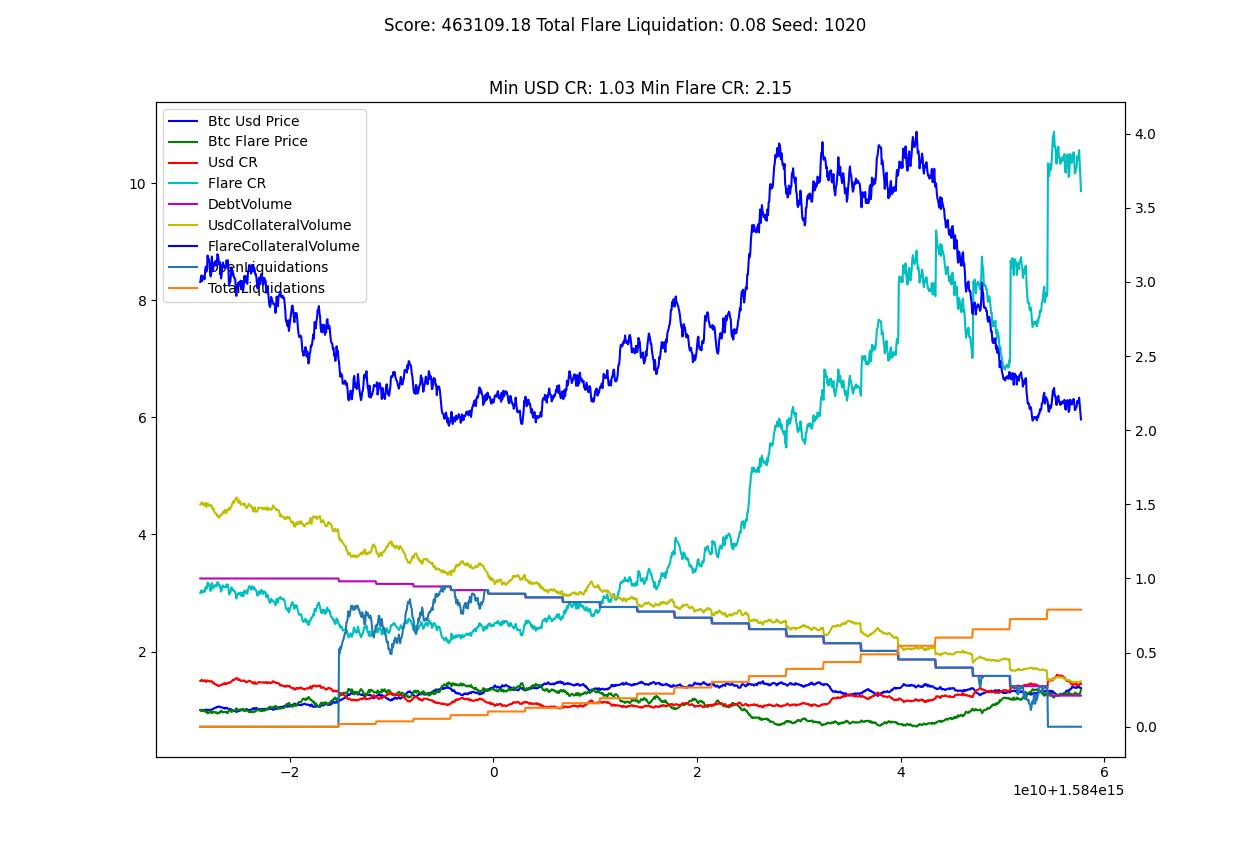 Score: 463109.18 Total Flare Liquidation: 0.08 Seed: 1020
Min USD CR: 1.03 Min Flare CR: 2.15
Btc Usd Price
Btc Flare Price
Usd CR
Flare CR
DebtVolume
UsdCollateralVolume
FlareCollateralVolume
OpenLiquidations
TotalLiquidations
10
8
6
4
2
4.0
3.5
3.0
2.5
2.0
1.5
1.0
0.5
0.0
−2
0
2
4
6
1e10+1.584e15